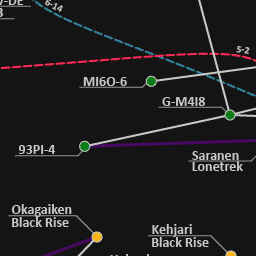 6-14
5-2
MI6O-6
G-M4I8
93PI-4
Saranen
Lonetrek
Okagaiken
Black Rise
Kehjari
Black Rise